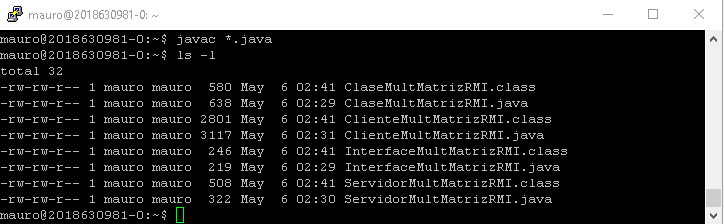 mauro@2018630981-0: ~
mauro@2018630981-0:~$ javac *.java
mauro@2018630981-0:~$ ls -l
total 32
-rw-rw-r-- 1 mauro mauro  580 May  6 02:41 ClaseMultMatrizRMI.class
-rw-rw-r-- 1 mauro mauro  638 May  6 02:29 ClaseMultMatrizRMI.java
-rw-rw-r-- 1 mauro mauro 2801 May  6 02:41 ClienteMultMatrizRMI.class
-rw-rw-r-- 1 mauro mauro 3117 May  6 02:31 ClienteMultMatrizRMI.java
-rw-rw-r-- 1 mauro mauro  246 May  6 02:41 InterfaceMultMatrizRMI.class
-rw-rw-r-- 1 mauro mauro  219 May  6 02:29 InterfaceMultMatrizRMI.java
-rw-rw-r-- 1 mauro mauro  508 May  6 02:41 ServidorMultMatrizRMI.class
-rw-rw-r-- 1 mauro mauro  322 May  6 02:30 ServidorMultMatrizRMI.java
mauro@2018630981-0:~$